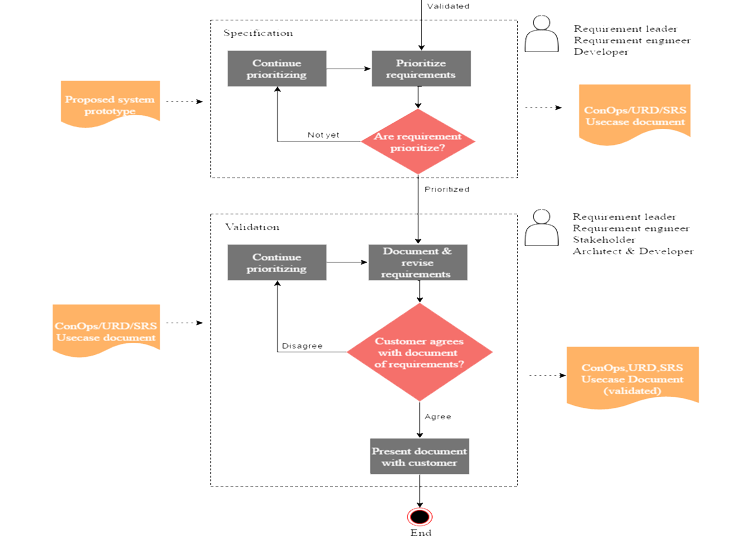 Validated
Specification
Requirement leader
Requirement engineer
Developer
Continue
prioritizing
Prioritize
requirements
Proposed system
prototype
Not yet
Are requirement
prioritize?
ConOps/URD/SRS
Usecase document
Prioritized
Validation
Requirement leader
Requirement engineer
Stakeholder
Architect & Developer
Continue
prioritizing
Document &
revise
requirements
ConOps/URD/SRS
Usecase document
Disagree
Customer agrees
with document
of requirements?
ConOps,URD,SRS
Usecase Document
(validated)
Agree
Present document
with customer
End